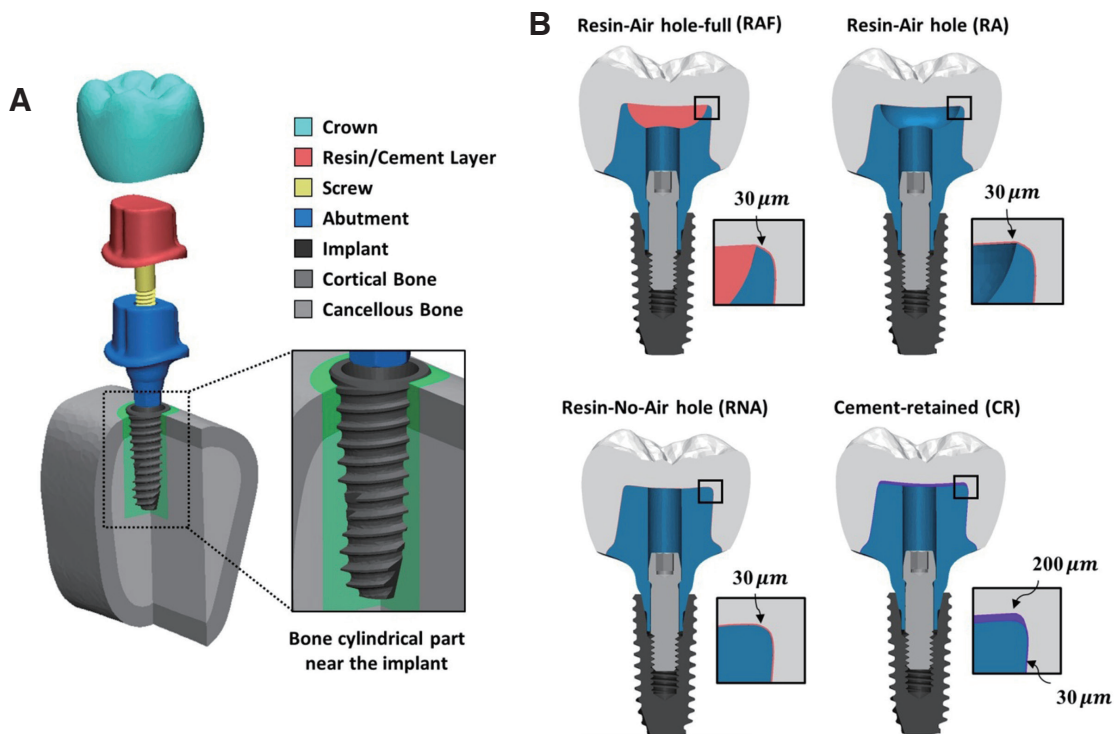 A
Crown
Resin/Cement Layer
Screw
Abutment
Implant
Cortical Bone
Cancellous Bone
Bone cylindrical part
near the implant
B
Resin-Air hole-full (RAF)
30 μm
Resin-Air hole (RA)
30 μm
Resin-No-Air hole (RNA)
30 μm
Cement-retained (CR)
200 μm
30 μm